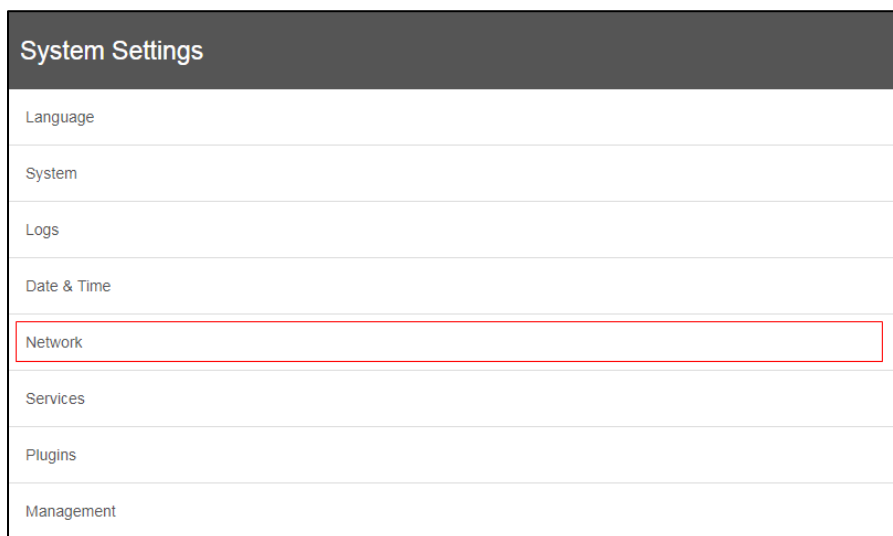 System Settings
Language
System
Logs
Date & Time
Network
Services
Plugins
Management